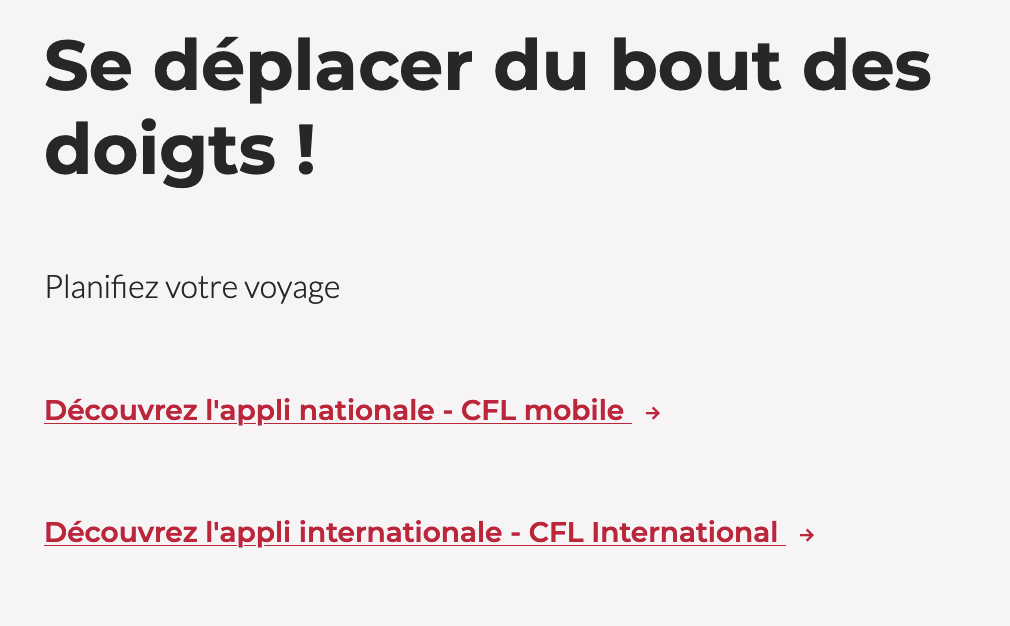 Se déplacer du bout des
doigts !
Planifiez votre voyage
Découvrez l'appli nationale - CFL mobile →
Découvrez l'appli internationale - CFL International →